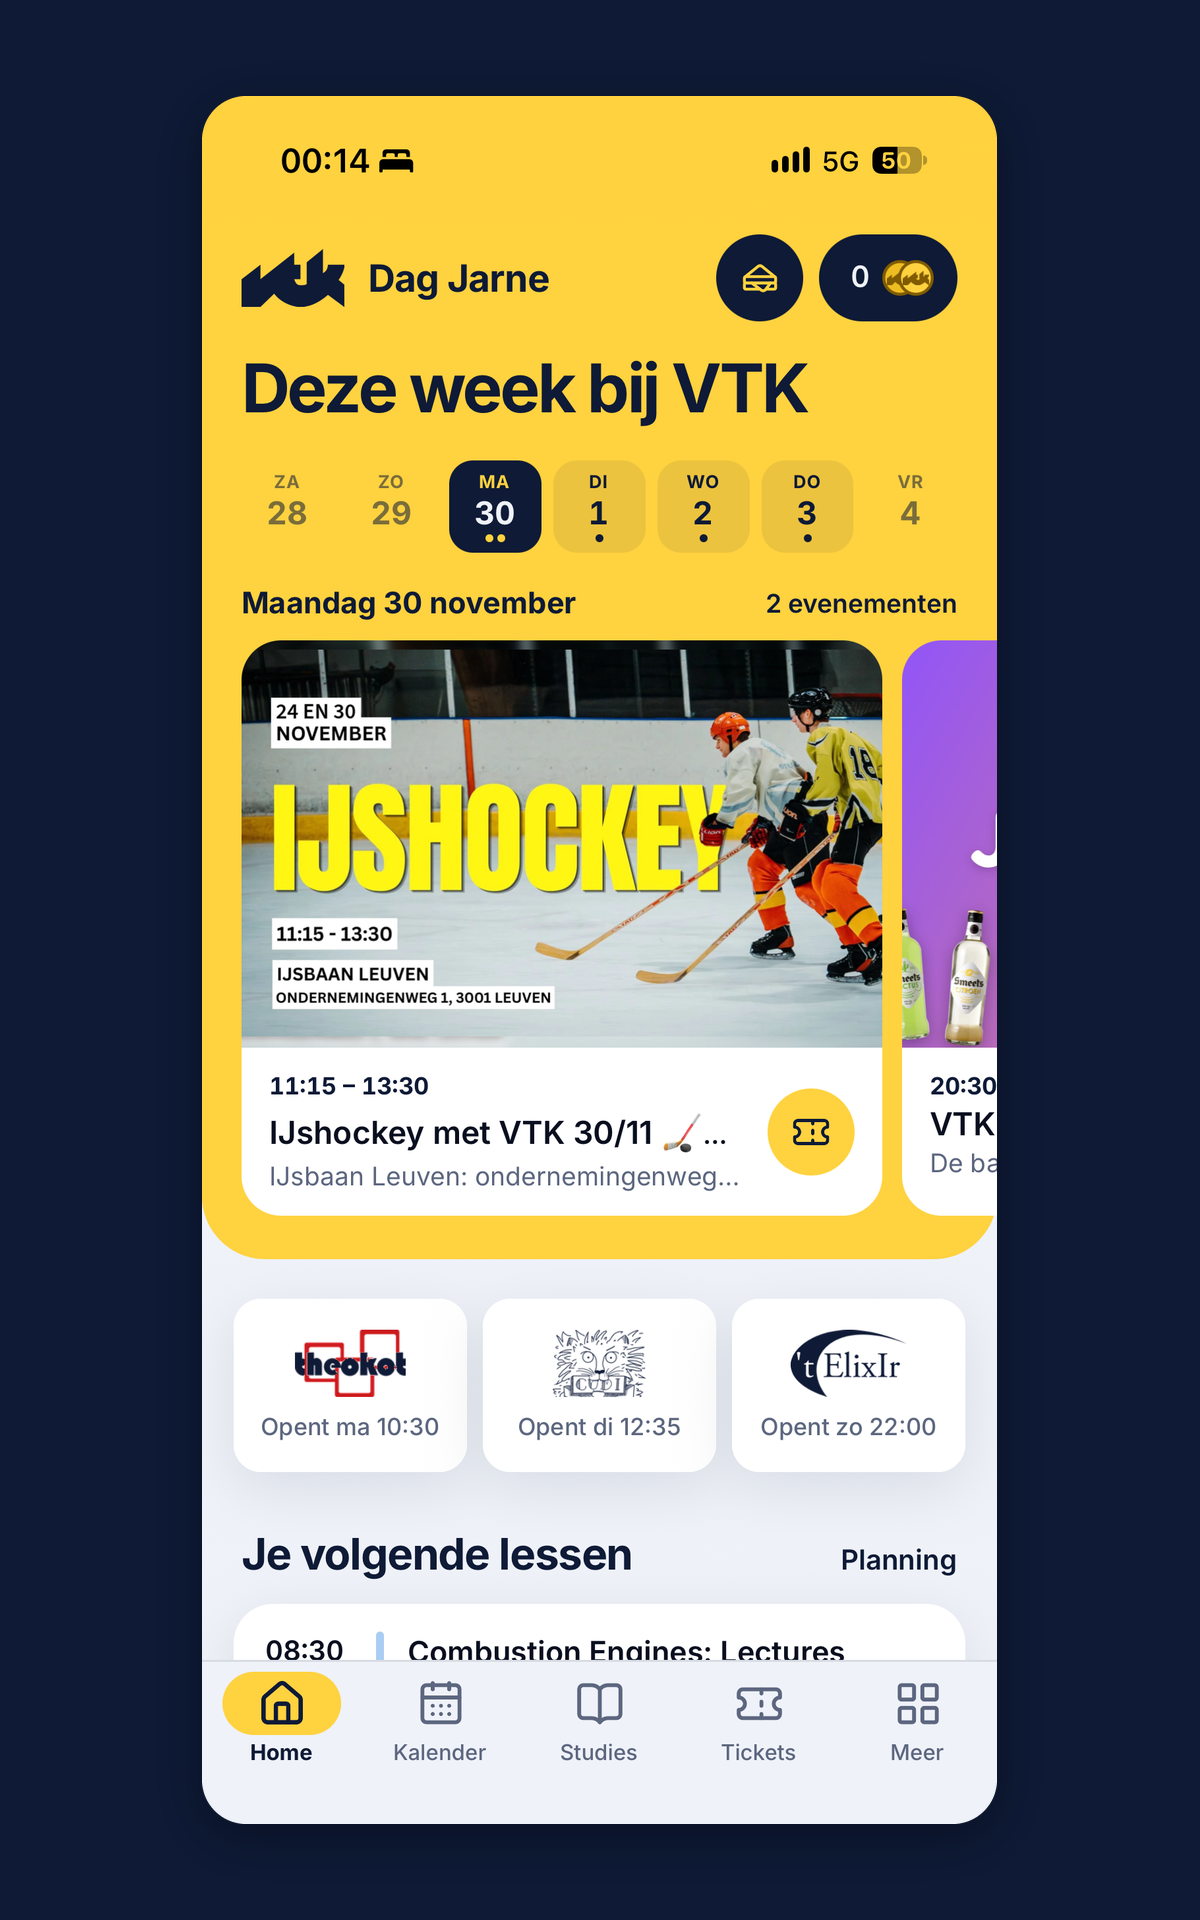 00:14
5G
50
vtk
Dag Jarne
0
Deze week bij VTK
ZA
28
ZO
29
MA
30
DI
1
WO
2
DO
3
VR
4
Maandag 30 november
2 evenementen
24 EN 30
NOVEMBER
IJSHOCKEY
18
11:15 - 13:30
IJSBAAN LEUVEN
ONDERNEMINGENWEG 1, 3001 LEUVEN
Smeets
11:15 – 13:30
IJshockey met VTK 30/11 🏒...
IJsbaan Leuven: ondernemingenweg...
20:30
VTK
De ba
theokot
Opent ma 10:30
CUDI
Opent di 12:35
't ElixIr
Opent zo 22:00
Je volgende lessen
Planning
08:30
Combustion Engines: Lectures
Home
Kalender
Studies
Tickets
Meer